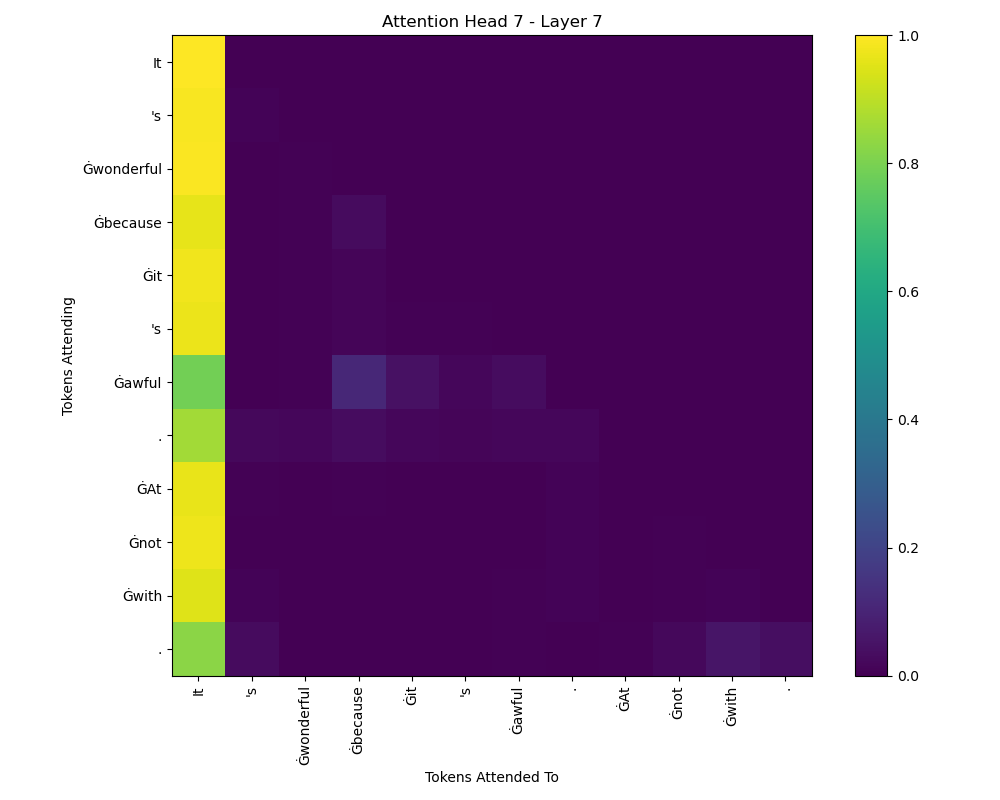 Attention Head 7 - Layer 7
Tokens Attending
It
's
Ġwonderful
Ġbecause
Ġit
's
Ġawful
.
ĠAt
Ġnot
Ġwith
.
It
's
Ġwonderful
Ġbecause
Ġit
's
Ġawful
.
ĠAt
Ġnot
Ġwith
.
Tokens Attended To
1.0
0.8
0.6
0.4
0.2
0.0